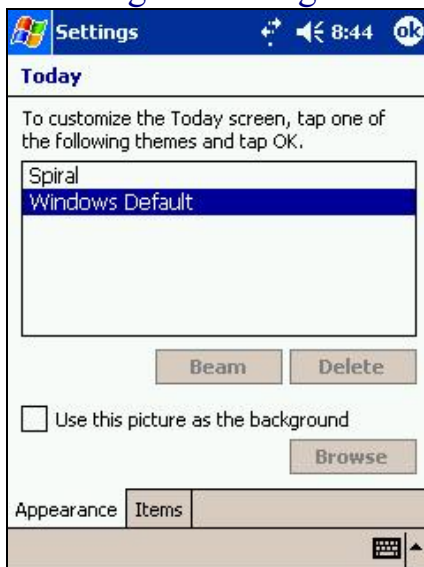 Settings 8:44 ok
Today
To customize the Today screen, tap one of
the following themes and tap OK.
Spiral
Windows Default
Beam Delete
Use this picture as the background
Browse
Appearance Items